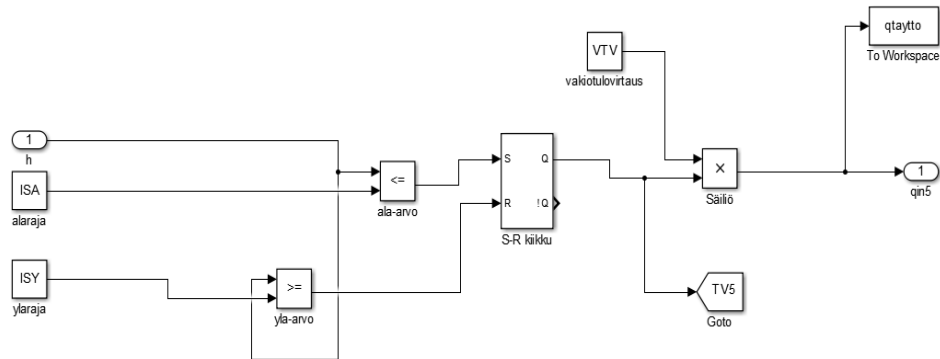 qtaytto
To Workspace
VTV
vakiotulovirtaus
1
h
ISA
alaraja
<=
ala-arvo
S
Q
R
!Q
S-R kiikku
×
Säiliö
1
qin5
ISY
ylaraja
>=
yla-arvo
TV5
Goto